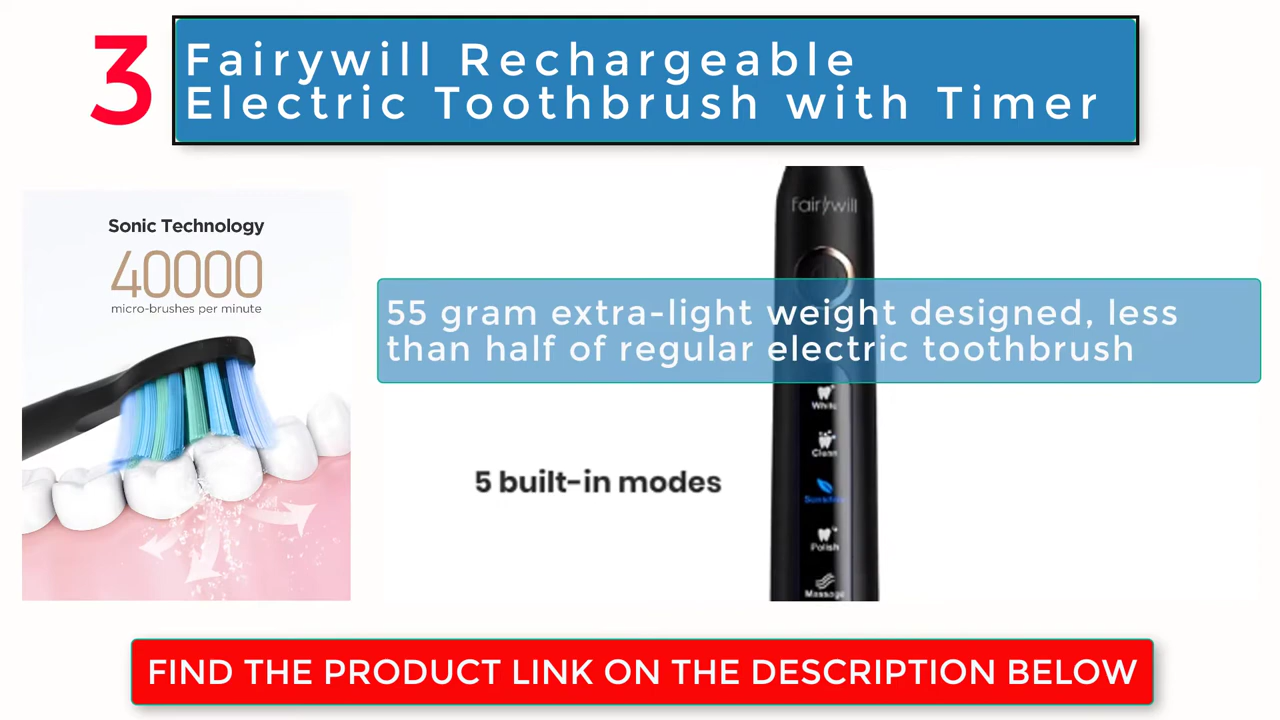 3
Fairywill Rechargeable
Electric Toothbrush with Timer
Sonic Technology
40000
micro-brushes per minute
Fairywill
55 gram extra-light weight designed, less
than half of regular electric toothbrush
White
Clean
Sensitive
5 built-in modes
Polish
Massage
FIND THE PRODUCT LINK ON THE DESCRIPTION BELOW